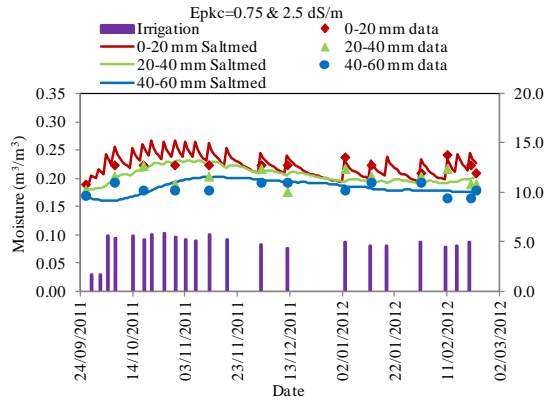 Epkc=0.75 & 2.5 dS/m
Irrigation
0-20 mm data
0-20 mm Saltmed
20-40 mm data
20-40 mm Saltmed
40-60 mm data
40-60 mm Saltmed
0.35
20.0
0.30
0.25
15.0
0.20
10.0
0.15
0.10
5.0
0.05
0.00
0.0
Moisture (m³/m³)
24/09/2011
14/10/2011
03/11/2011
23/11/2011
13/12/2011
02/01/2012
22/01/2012
11/02/2012
02/03/2012
Date